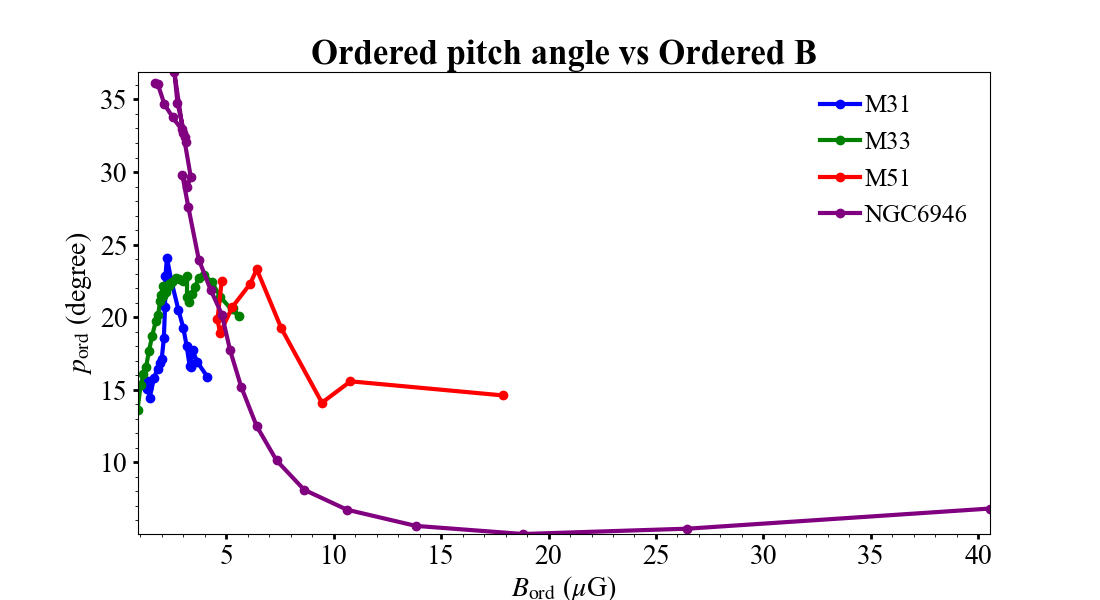 Ordered pitch angle vs Ordered B
35
30
25
20
15
10
p_ord (degree)
M31
M33
M51
NGC6946
5 10 15 20 25 30 35 40
B_ord (μG)